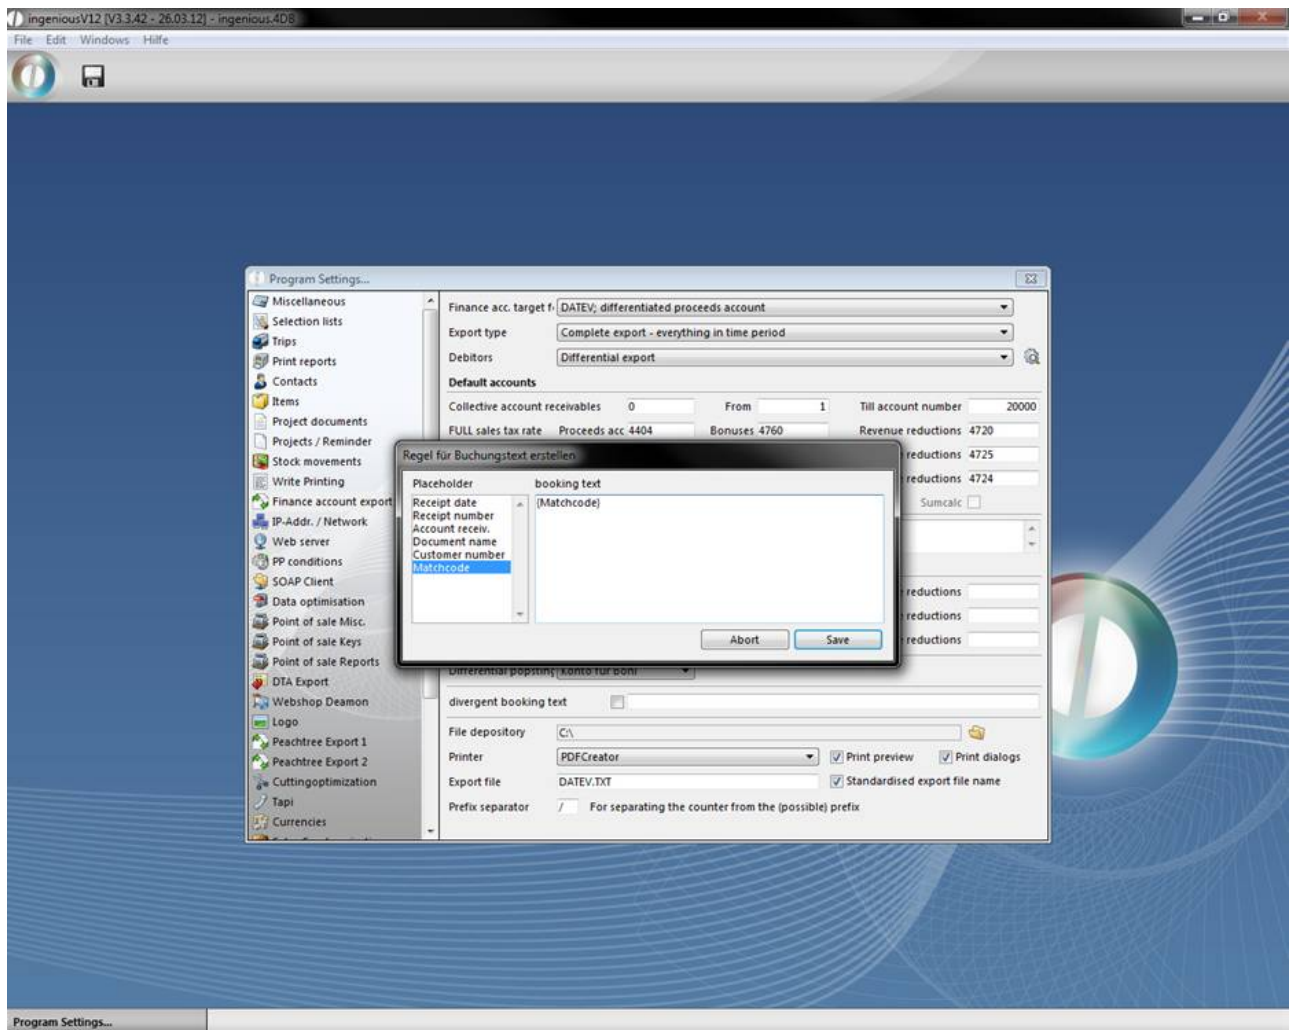 ingeniousV12 [V3.3.42 - 26.03.12] - ingenious.4DB
File Edit Windows Hilfe
Program Settings...
Miscellaneous
Selection lists
Trips
Print reports
Contacts
Items
Project documents
Projects / Reminder
Stock movements
Write Printing
Finance account export
IP-Addr. / Network
Web server
PP conditions
SOAP Client
Data optimisation
Point of sale Misc.
Point of sale Keys
Point of sale Reports
DTA Export
Webshop Deamon
Logo
Peachtree Export 1
Peachtree Export 2
Cuttingoptimization
Tapi
Currencies
Finance acc. target f DATEV; differentiated proceeds account
Export type Complete export - everything in time period
Debitors Differential export
Default accounts
Collective account receivables 0 From 1 Till account number 20000
FULL sales tax rate Proceeds acc 4404 Bonuses 4760 Revenue reductions 4720
reductions 4725
reductions 4724
Sumcalc
Regel für Buchungstext erstellen
Placeholder booking text
Receipt date
Receipt number
Account receiv.
Document name
Customer number
Matchcode
{Matchcode}
Abort Save
reductions
reductions
reductions
Differential popsting Konto für Boni
divergent booking text
File depository C:\
Printer PDFCreator Print preview Print dialogs
Export file DATEV.TXT Standardised export file name
Prefix separator / For separating the counter from the (possible) prefix
Program Settings...